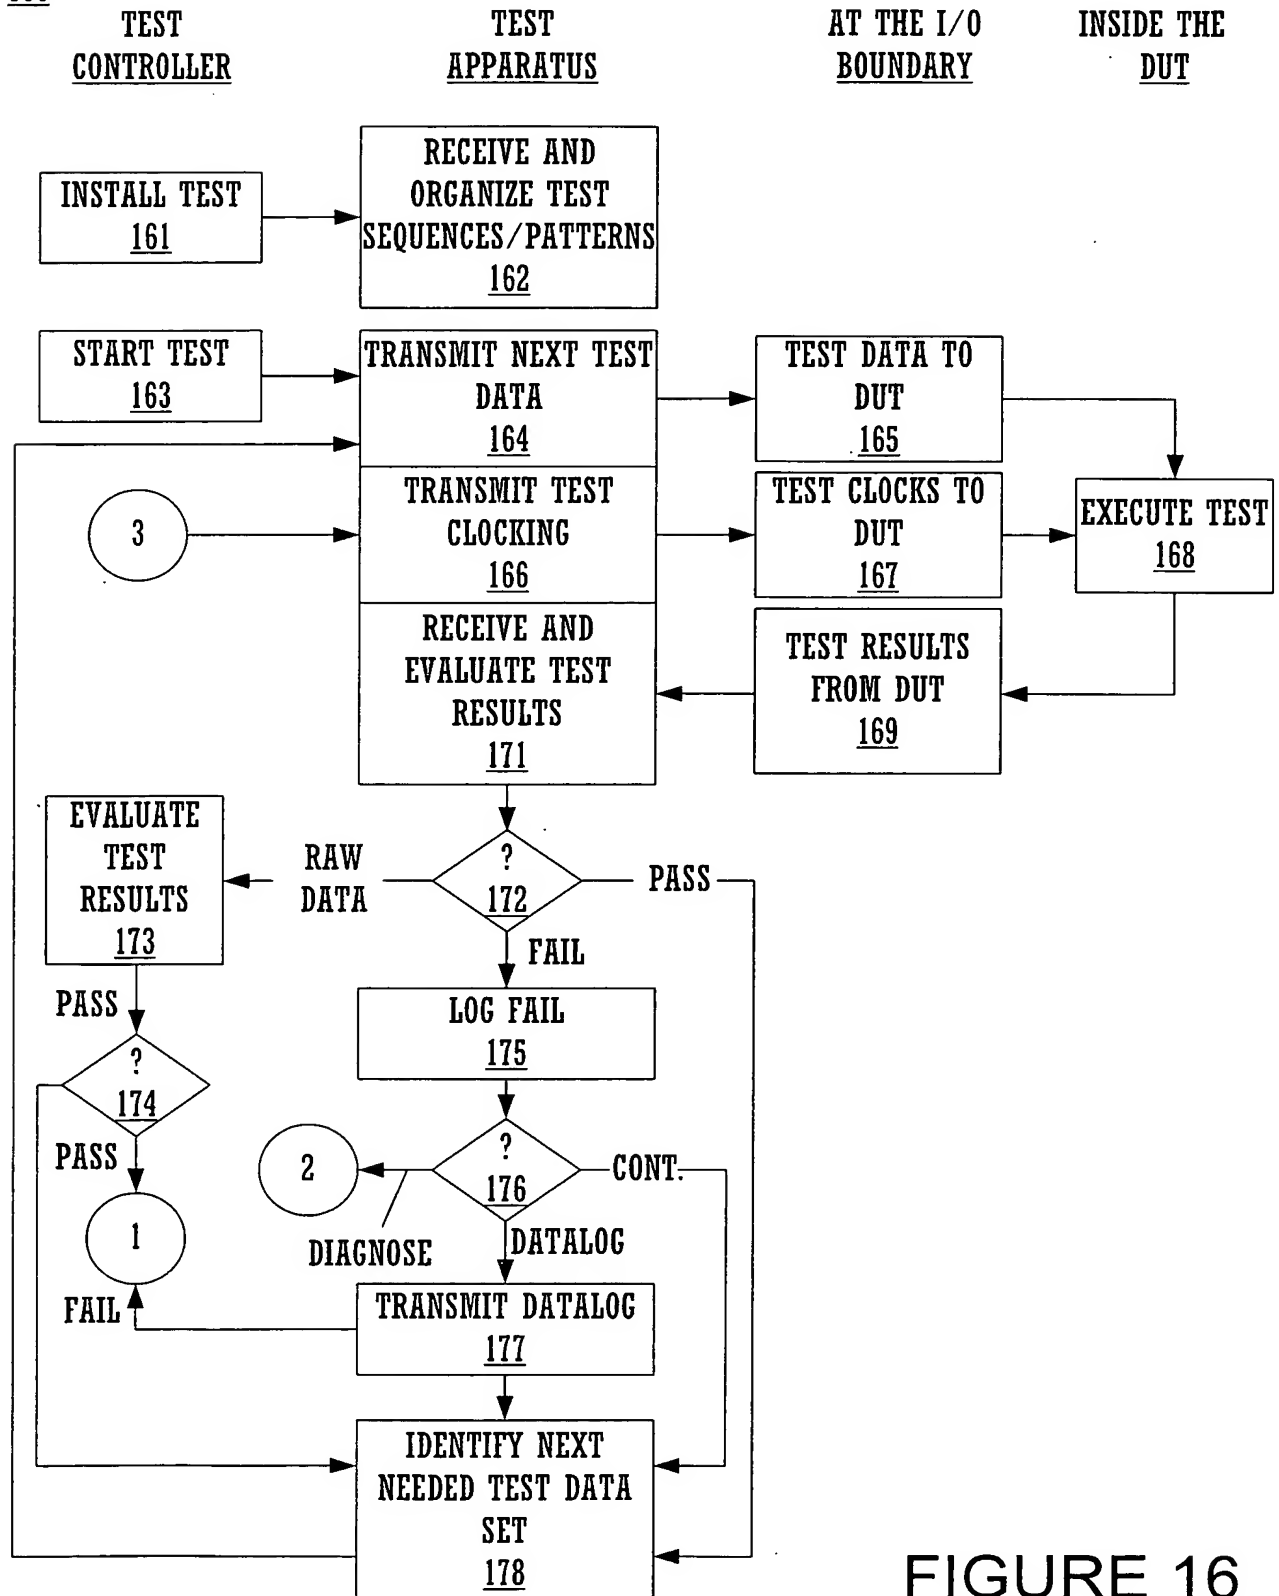 TEST
CONTROLLER
TEST
APPARATUS
AT THE I/O
BOUNDARY
INSIDE THE
DUT
INSTALL TEST
161
RECEIVE AND
ORGANIZE TEST
SEQUENCES/PATTERNS
162
START TEST
163
TRANSMIT NEXT TEST
DATA
164
TEST DATA TO
DUT
165
3
TRANSMIT TEST
CLOCKING
166
TEST CLOCKS TO
DUT
167
EXECUTE TEST
168
RECEIVE AND
EVALUATE TEST
RESULTS
171
TEST RESULTS
FROM DUT
169
EVALUATE
TEST
RESULTS
173
RAW
DATA
?
172
PASS
FAIL
PASS
LOG FAIL
175
?
174
PASS
2
?
176
CONT.
1
DIAGNOSE
DATALOG
FAIL
TRANSMIT DATALOG
177
IDENTIFY NEXT
NEEDED TEST DATA
SET
178
FIGURE 16